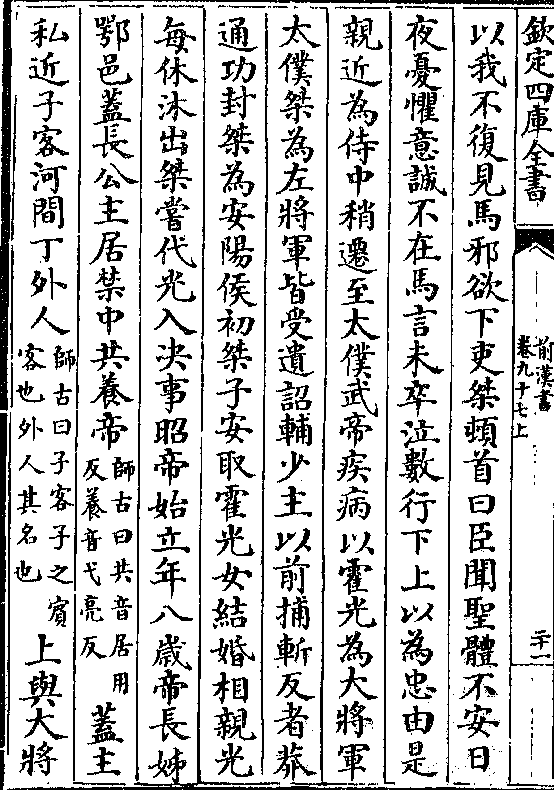 欽定四庫全書
前漢書
卷九十七上
二十一
以我不復見馬邪欲下吏桀頓首曰臣聞聖體不安日
夜憂懼意誠不在馬言未卒泣數行下上以為忠由是
親近為侍中稍遷至太僕武帝疾病以霍光為大將軍
太僕桀為左將軍皆受遺詔輔少主以前捕斬反者莽
通功封桀為安陽侯初桀子安取霍光女結婚相親光
每休沐出桀嘗代光入決事昭帝始立年八歲帝長姊
鄂邑蓋長公主居禁中共養帝師古曰共音居用反養音弋亮反蓋主
私近子客河間丁外人師古曰子客子之賓客也外人其名也上與大將